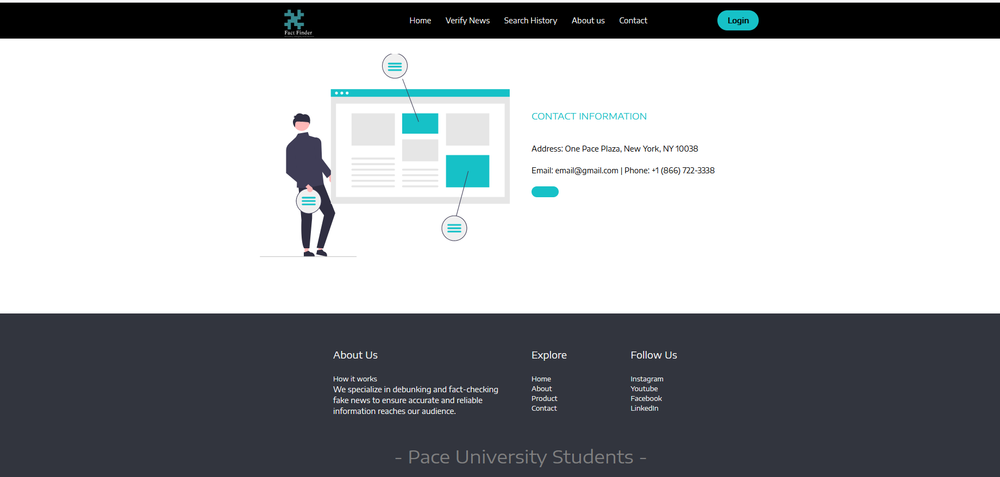 Fact Finder
Home Verify News Search History About us Contact Login
CONTACT INFORMATION
Address: One Pace Plaza, New York, NY 10038
Email: email@gmail.com | Phone: +1 (866) 722-3338
About Us
How it works
We specialize in debunking and fact-checking
fake news to ensure accurate and reliable
information reaches our audience.
Explore
Home
About
Product
Contact
Follow Us
Instagram
Youtube
Facebook
LinkedIn
- Pace University Students -